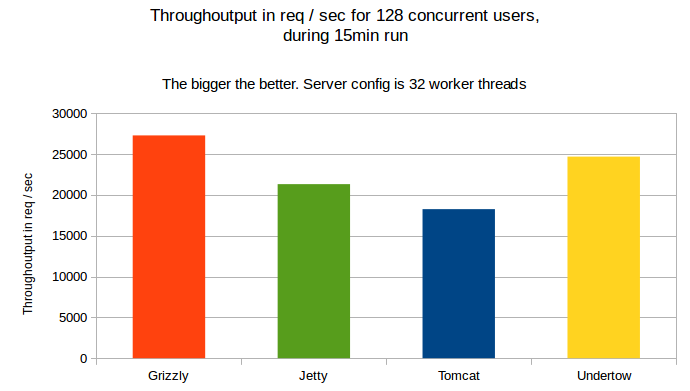 Throughoutput in req / sec for 128 concurrent users,
during 15min run
The bigger the better. Server config is 32 worker threads
Throughoutput in req / sec
30000
25000
20000
15000
10000
5000
0
Grizzly
Jetty
Tomcat
Undertow